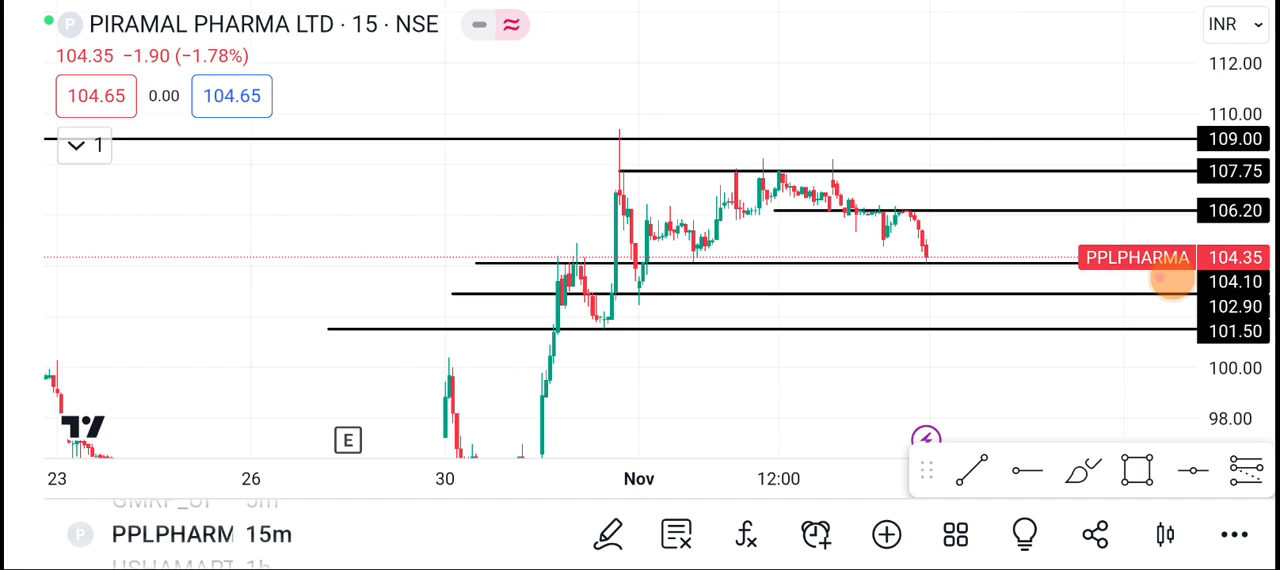 P PIRAMAL PHARMA LTD · 15 · NSE
INR
104.35 −1.90 (−1.78%)
104.65 0.00 104.65
1
112.00
110.00
109.00
107.75
106.20
PPLPHARMA 104.35
104.10
102.90
101.50
100.00
98.00
E
23 26 30 Nov 12:00
P PPLPHARM 15m